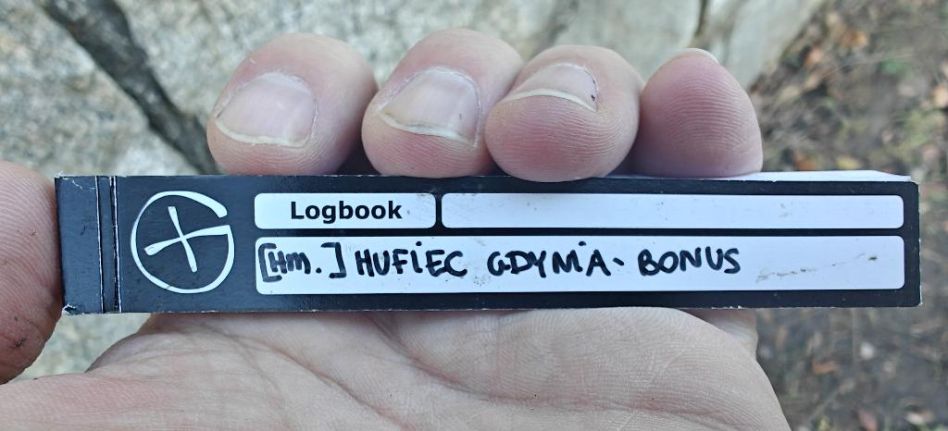 Logbook
[Hm.] HUFiEC GDYNiA - BONUS